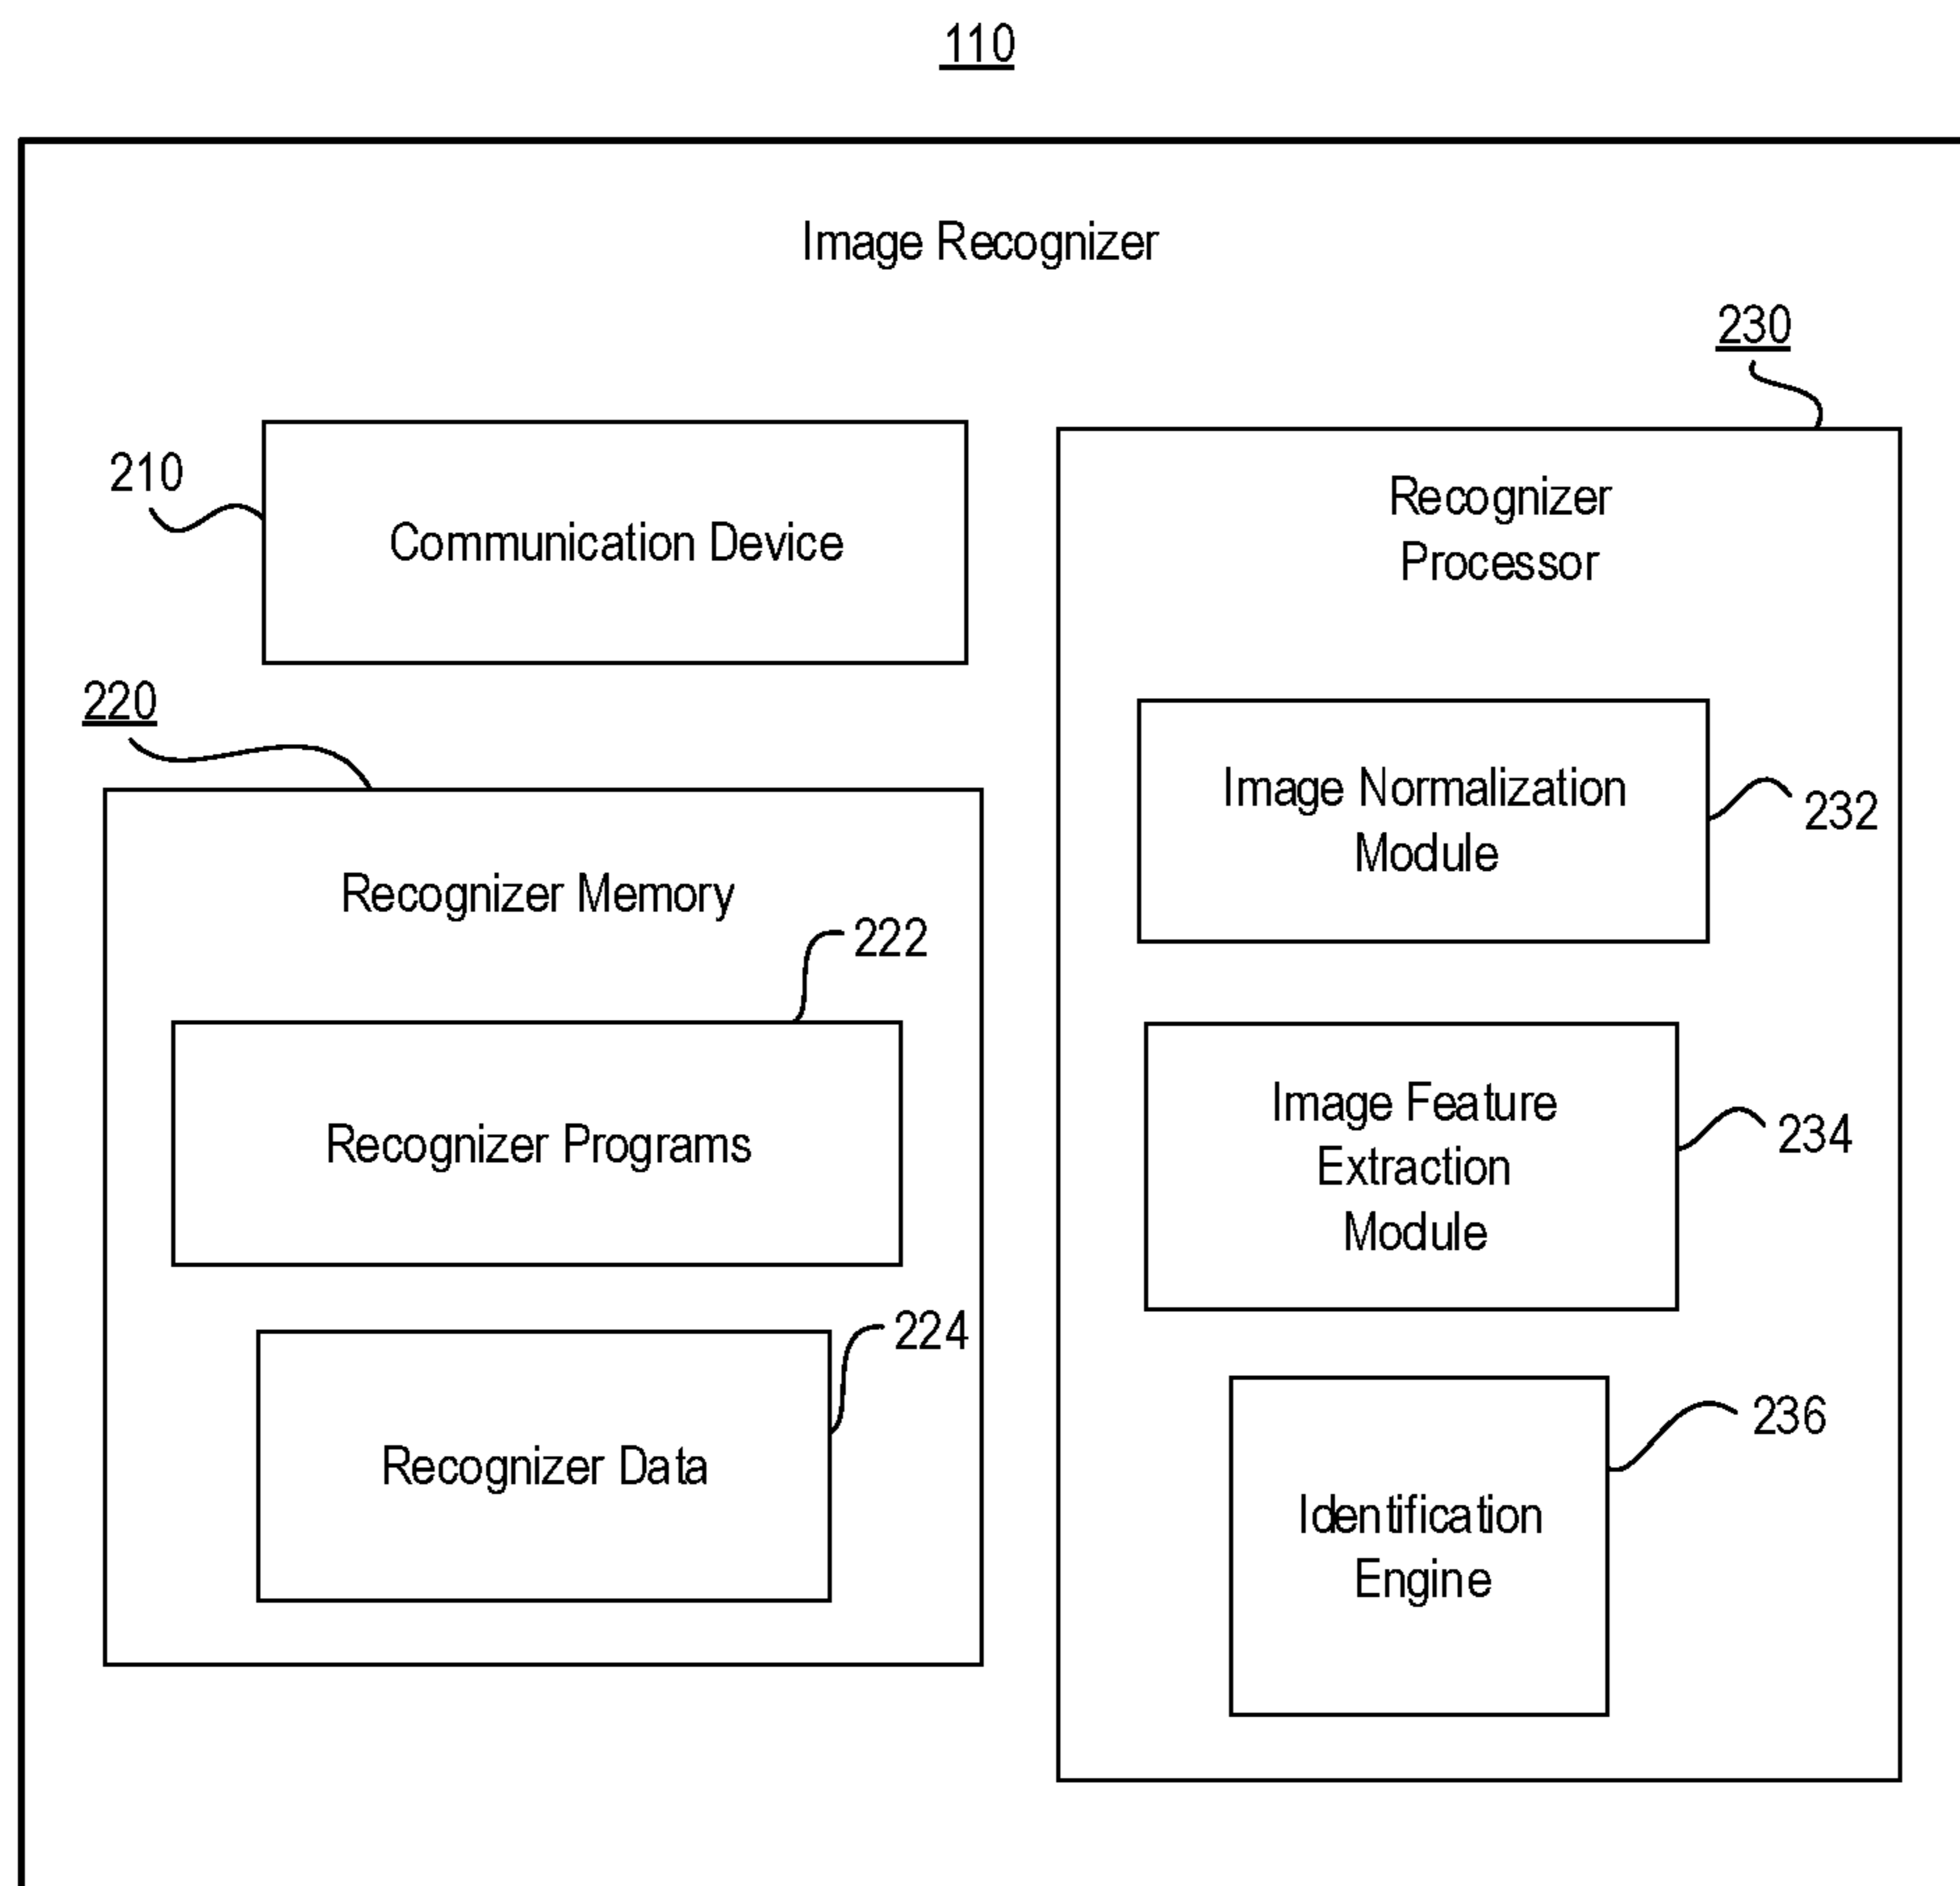 110
Image Recognizer
230
210
Communication Device
Recognizer
Processor
220
Recognizer Memory
222
Recognizer Programs
224
Recognizer Data
Image Normalization
Module
232
Image Feature
Extraction
Module
234
Identification
Engine
236